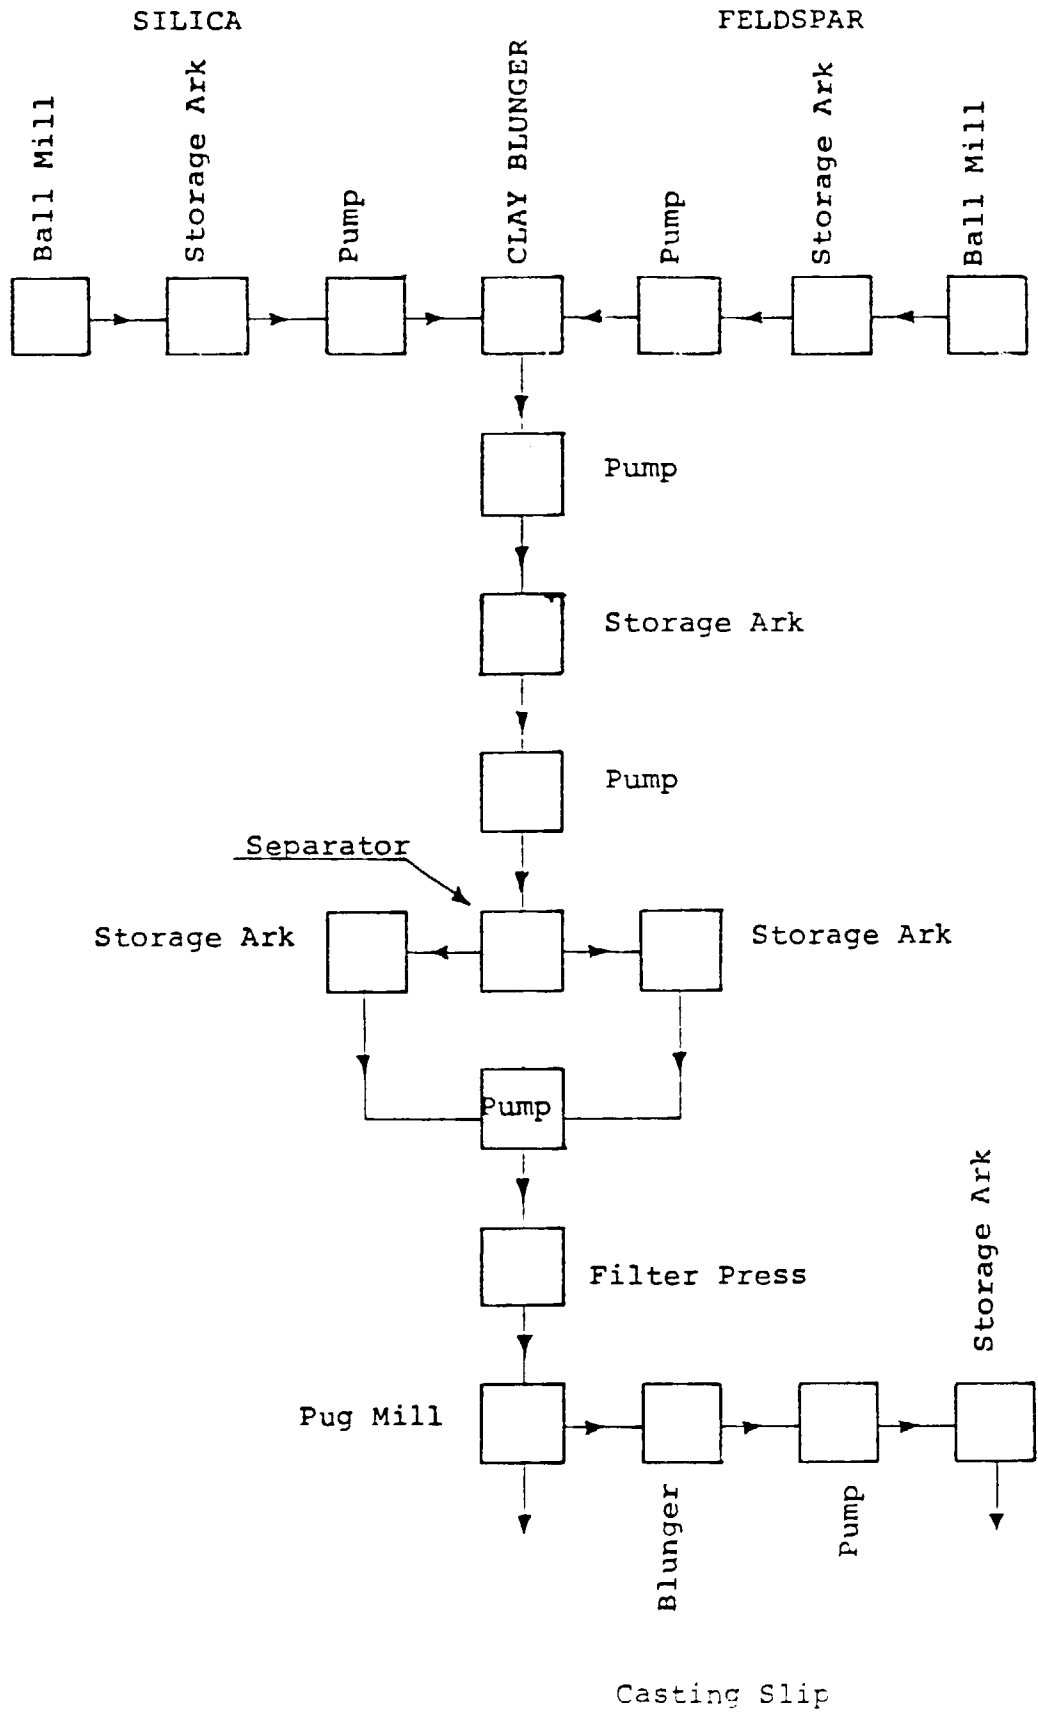 SILICA
FELDSPAR
Ball Mill
Storage Ark
Pump
CLAY BLUNGER
Pump
Storage Ark
Ball Mill
Pump
Storage Ark
Pump
Separator
Storage Ark
Storage Ark
Pump
Filter Press
Storage Ark
Pug Mill
Blunger
Pump
Casting Slip